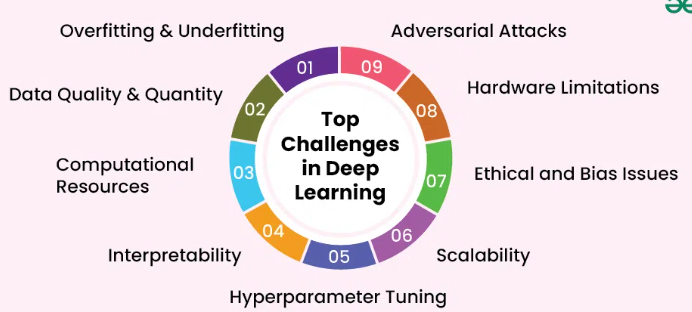 Top
Challenges
in Deep
Learning
01
Overfitting & Underfitting
02
Data Quality & Quantity
03
Computational
Resources
04
Interpretability
05
Hyperparameter Tuning
06
Scalability
07
Ethical and Bias Issues
08
Hardware Limitations
09
Adversarial Attacks